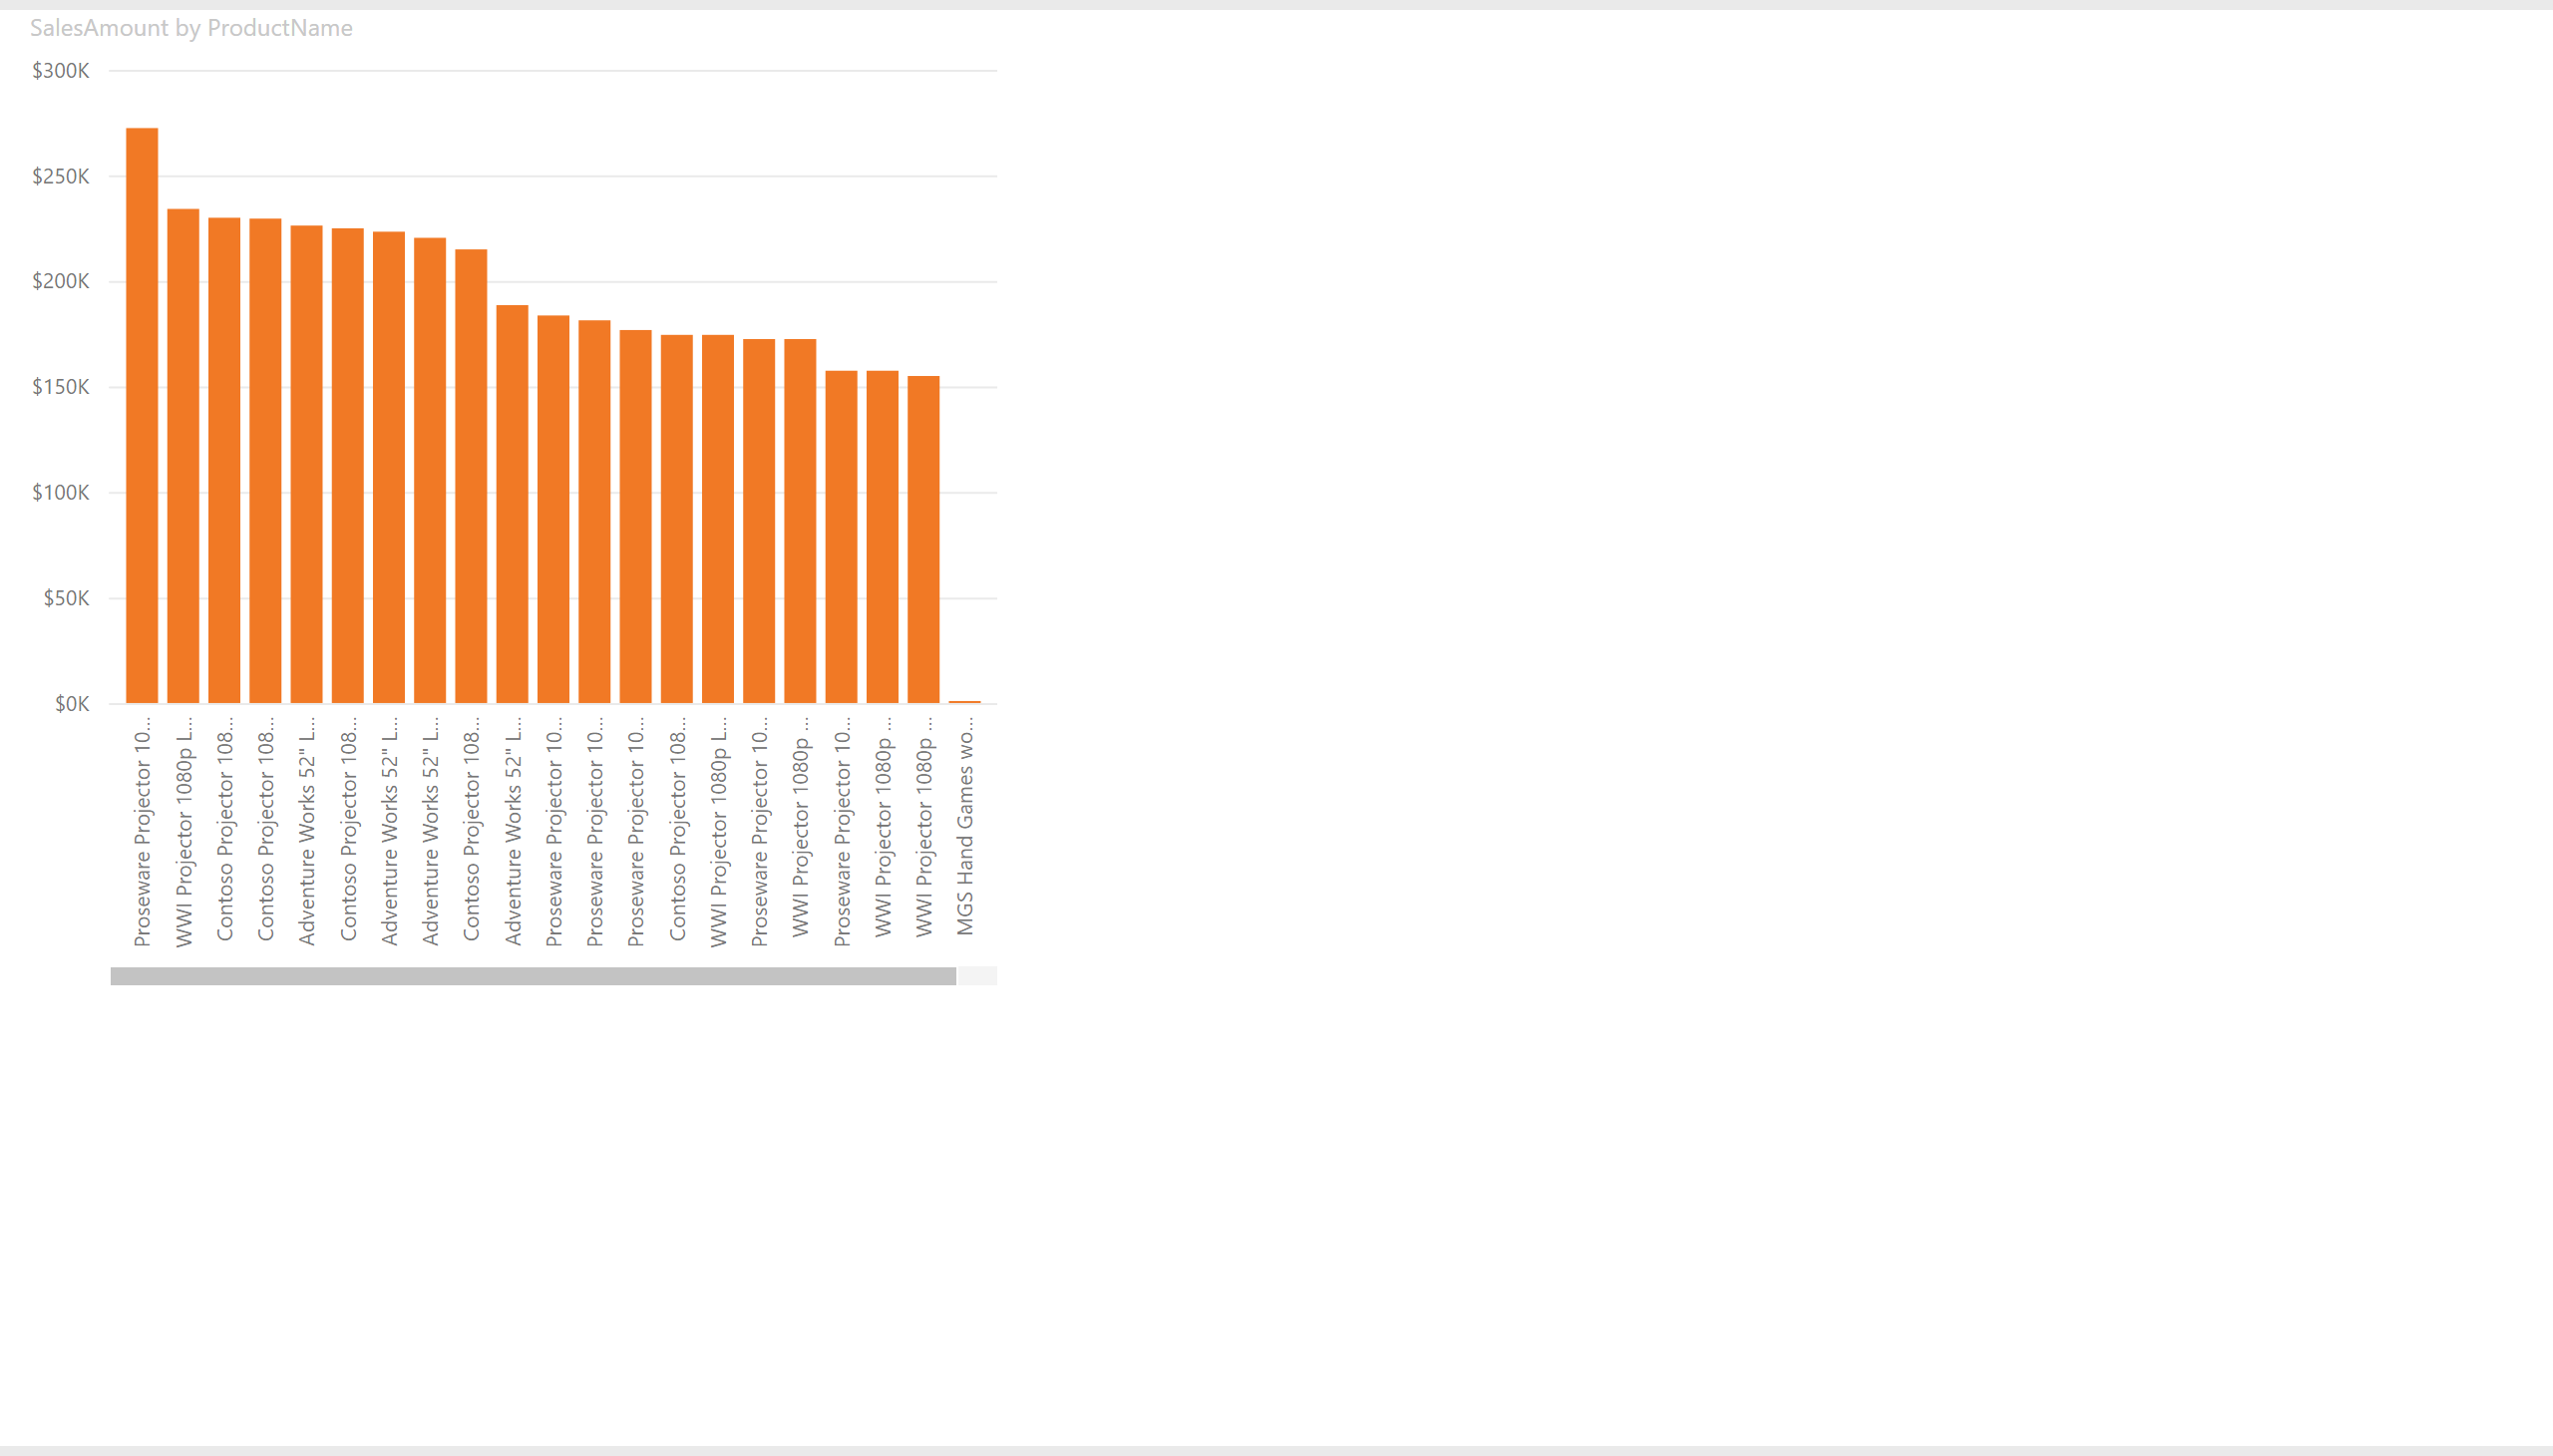 SalesAmount by ProductName
$300K
$250K
$200K
$150K
$100K
$50K
$0K
Proseware Projector 10...
WWI Projector 1080p L...
Contoso Projector 108...
Contoso Projector 108...
Adventure Works 52" L...
Contoso Projector 108...
Adventure Works 52" L...
Adventure Works 52" L...
Contoso Projector 108...
Adventure Works 52" L...
Proseware Projector 10...
Proseware Projector 10...
Proseware Projector 10...
Contoso Projector 108...
WWI Projector 1080p L...
Proseware Projector 10...
WWI Projector 1080p ...
Proseware Projector 10...
WWI Projector 1080p ...
WWI Projector 1080p ...
MGS Hand Games wo...